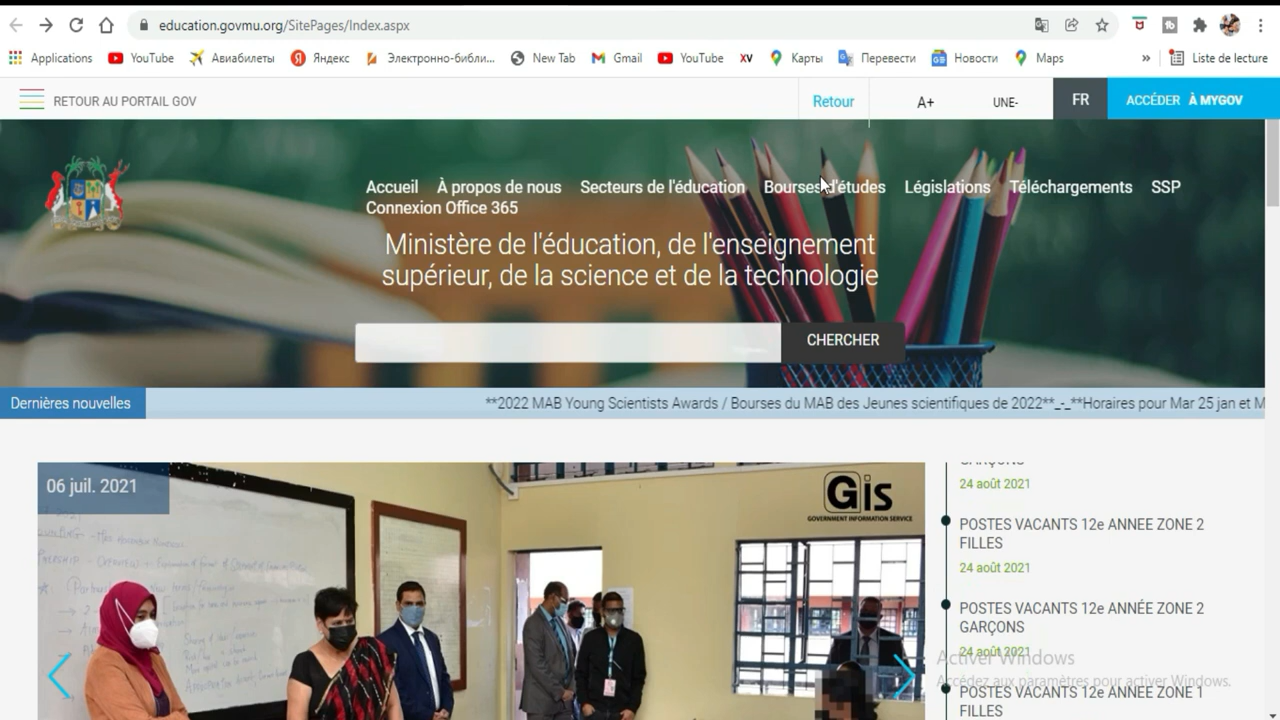 education.govmu.org/SitePages/Index.aspx
Applications YouTube Авиабилеты Яндекс Электронно-библи... New Tab Gmail YouTube XV Карты Перевести Новости Maps » Liste de lecture
RETOUR AU PORTAIL GOV Retour A+ UNE- FR ACCÉDER À MYGOV
Accueil À propos de nous Secteurs de l'éducation Bourses d'études Législations Téléchargements SSP
Connexion Office 365
Ministère de l'éducation, de l'enseignement
supérieur, de la science et de la technologie
CHERCHER
Dernières nouvelles **2022 MAB Young Scientists Awards / Bourses du MAB des Jeunes scientifiques de 2022**_-_**Horaires pour Mar 25 jan et M
06 juil. 2021
Gis
GOVERNMENT INFORMATION SERVICE
GARÇONS
24 août 2021
POSTES VACANTS 12e ANNEE ZONE 2
FILLES
24 août 2021
POSTES VACANTS 12e ANNÉE ZONE 2
GARÇONS
24 août 2021
Activer Windows
Accédez aux paramètres pour activer Windows.
POSTES VACANTS 12e ANNEE ZONE 1
FILLES